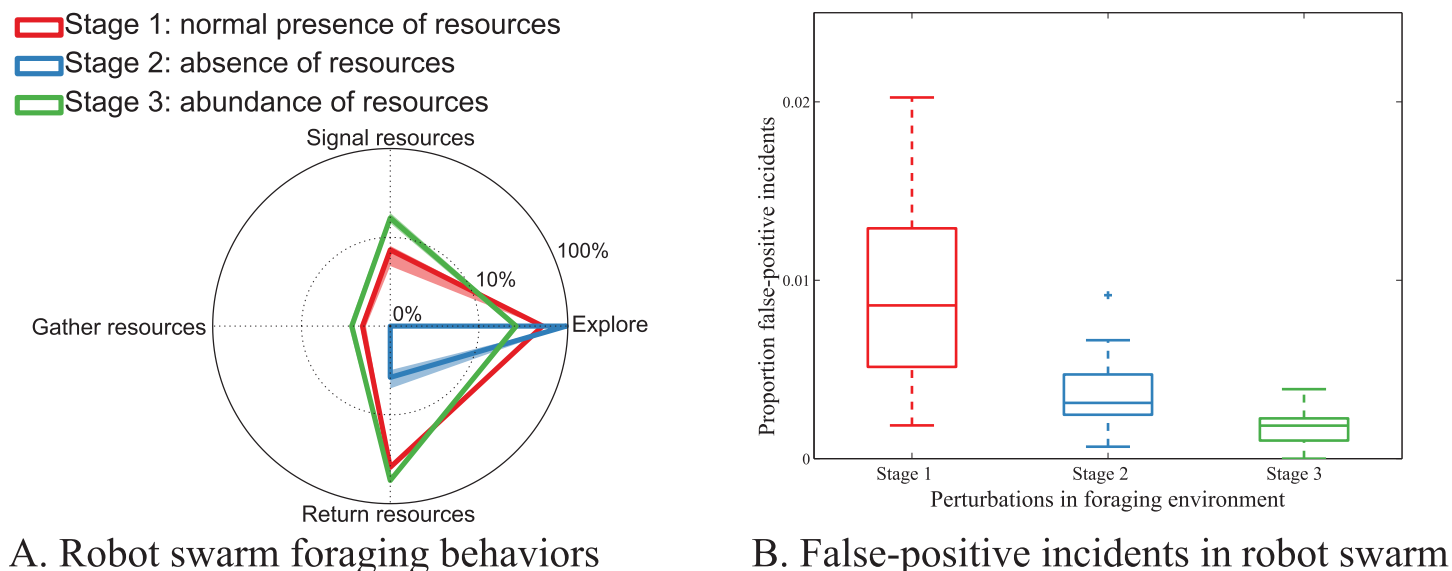 Stage 1: normal presence of resources
Stage 2: absence of resources
Stage 3: abundance of resources
Signal resources
100%
10%
0%
Gather resources
Explore
Return resources
A. Robot swarm foraging behaviors
Proportion false-positive incidents
0.02
0.01
0
Stage 1
Stage 2
Stage 3
Perturbations in foraging environment
B. False-positive incidents in robot swarm